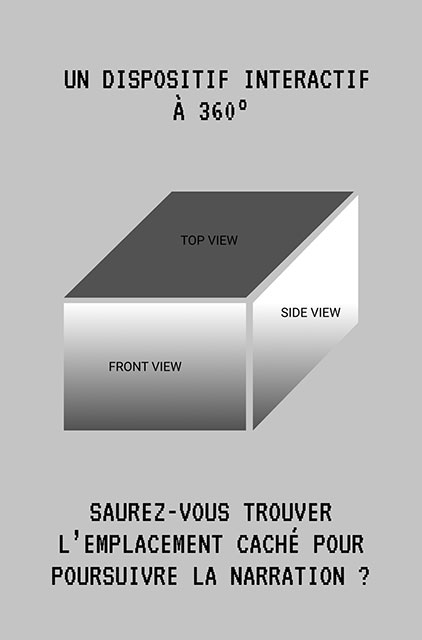 UN DISPOSITIF INTERACTIF
À 360°
TOP VIEW
SIDE VIEW
FRONT VIEW
SAUREZ-VOUS TROUVER
L'EMPLACEMENT CACHÉ POUR
POURSUIVRE LA NARRATION ?